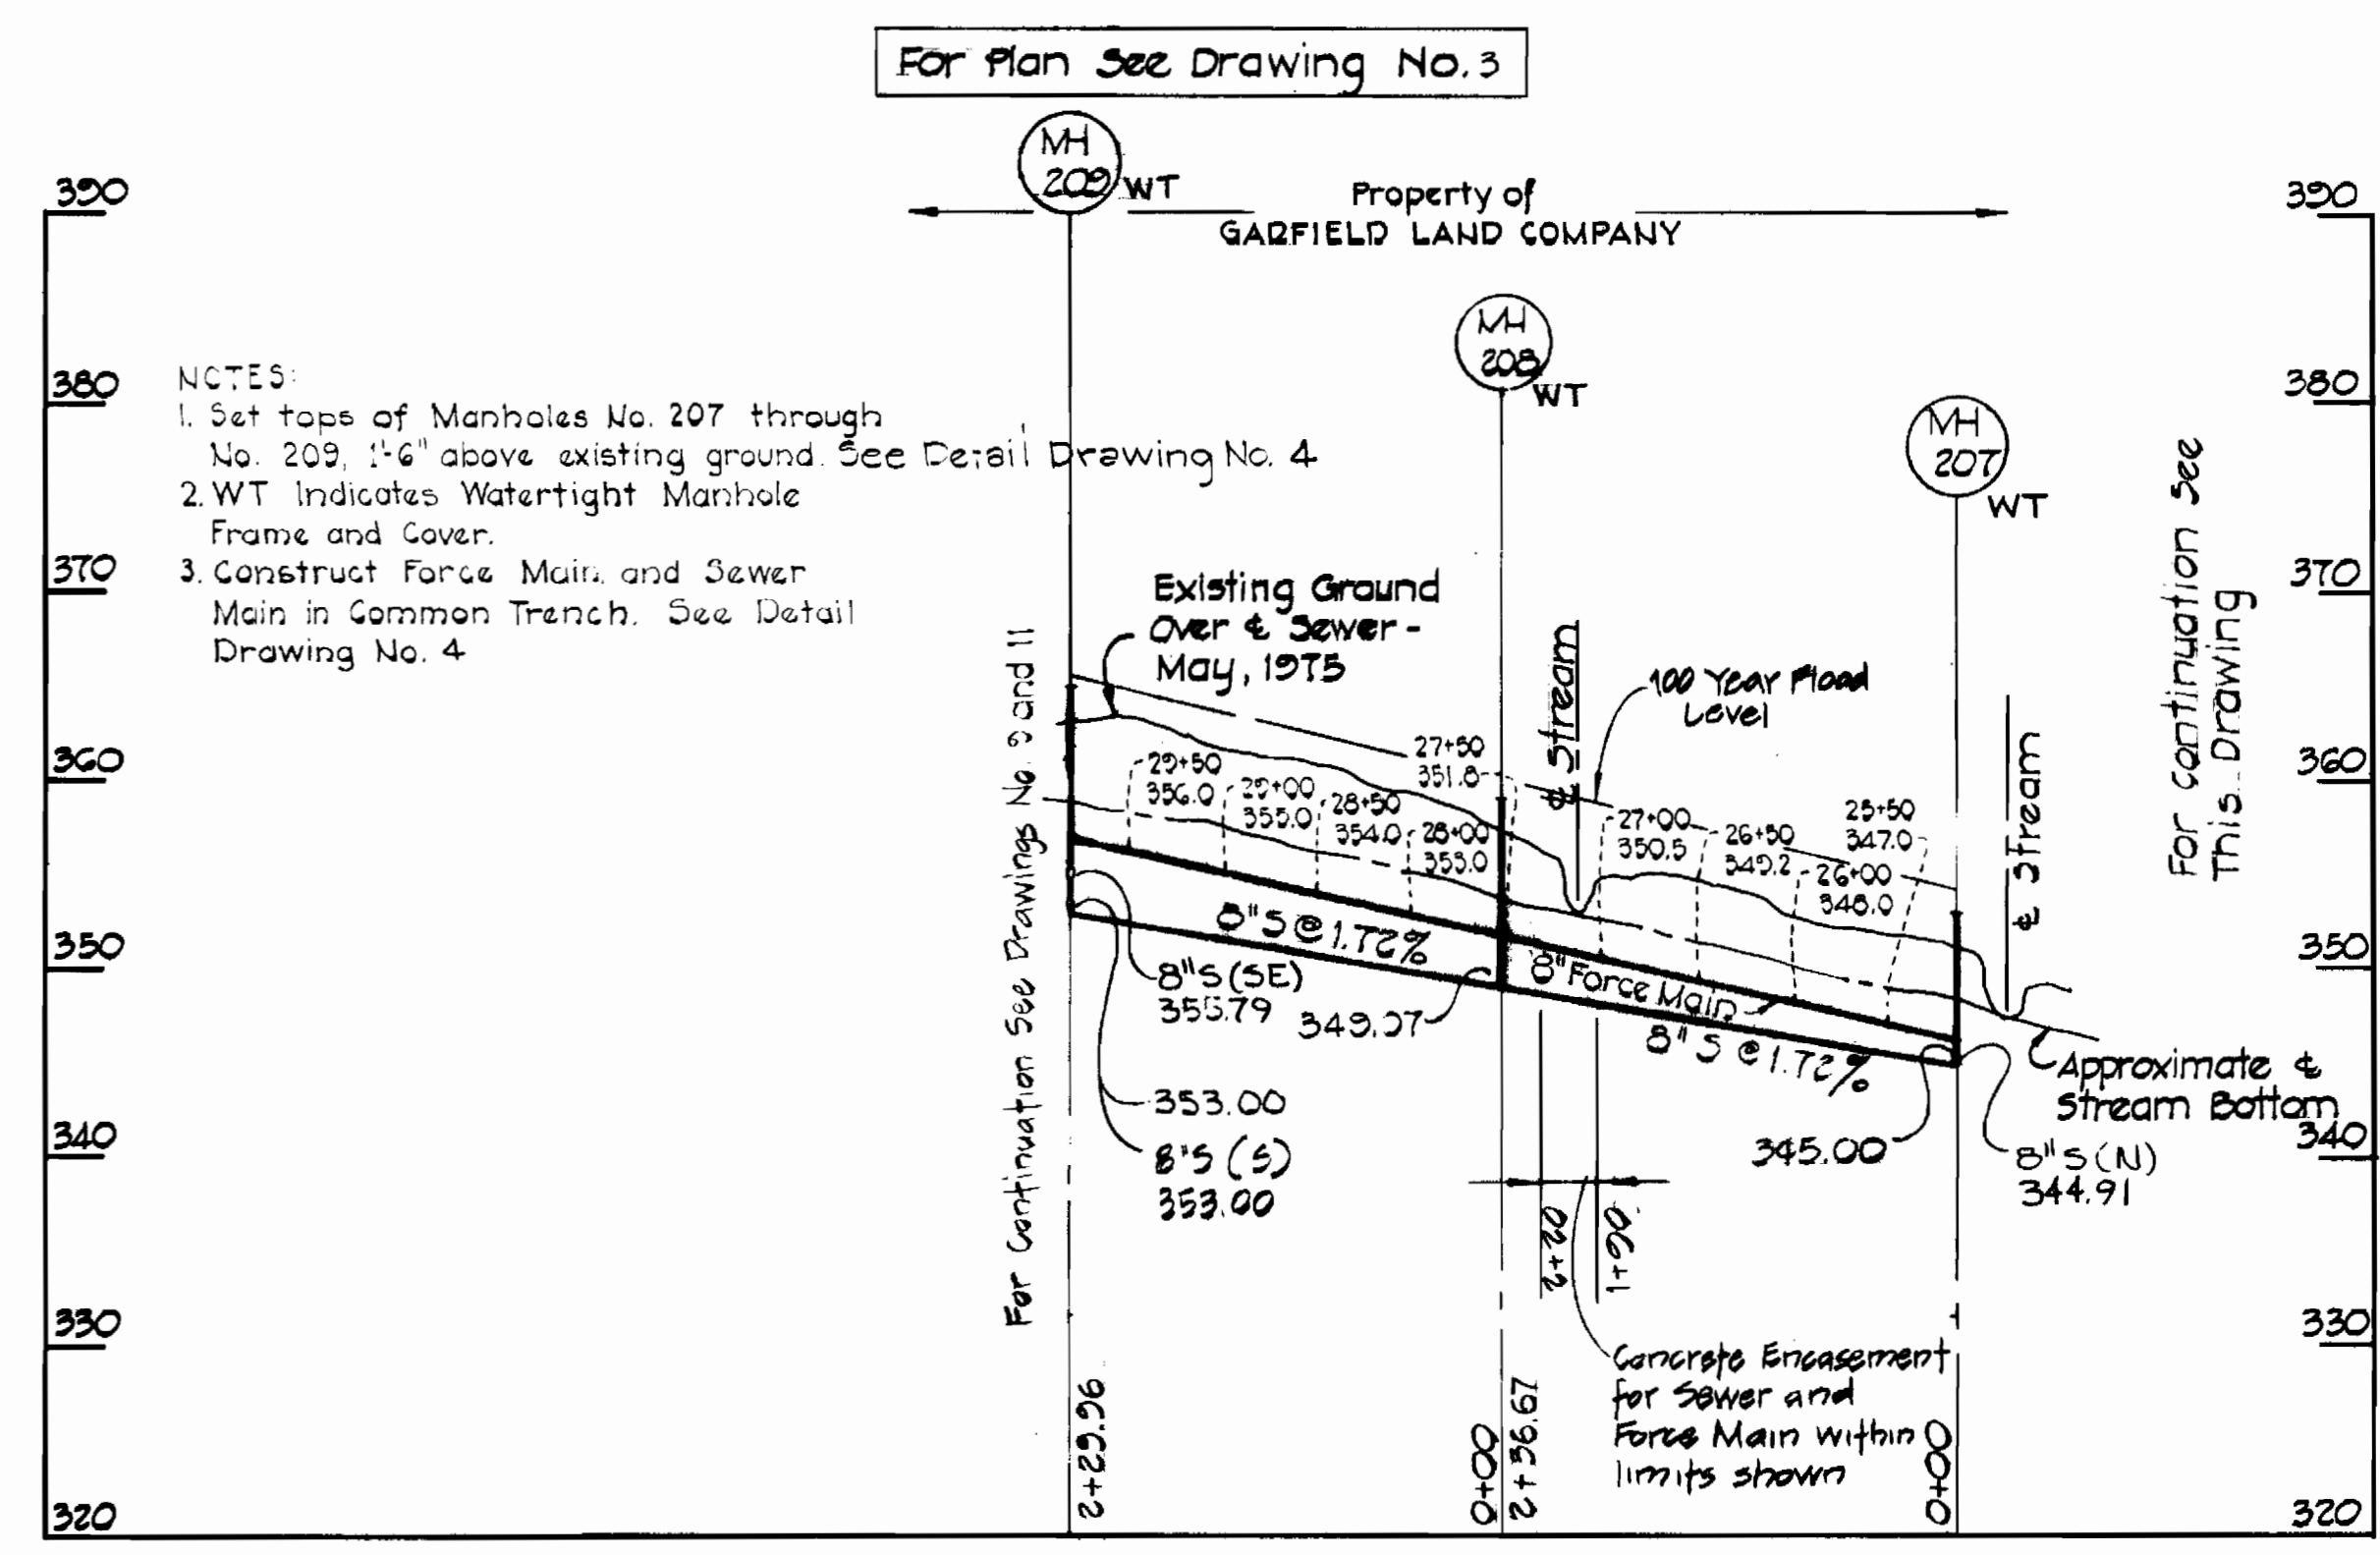 For Plan See Drawing No. 3
MH
209
WT
Property of
GARFIELD LAND COMPANY
390
390
MH
208
WT
380
380
MH
207
WT
NOTES:
1. Set tops of Manholes No. 207 through
No. 209, 1'-6" above existing ground. See Detail Drawing No. 4
2. WT Indicates Watertight Manhole
Frame and Cover.
3. Construct Force Main and Sewer
Main in Common Trench. See Detail
Drawing No. 4
370
370
Existing Ground
Over ℄ Sewer -
May, 1975
℄ Stream
100 Year Flood
Level
For Continuation See Drawings No. 9 and 11
For continuation See
This Drawing
℄ Stream
360
360
29+50
356.0
29+00
355.0
28+50
354.0
28+00
353.0
27+50
351.8
27+00
350.5
26+50
349.2
26+00
348.0
25+50
347.0
350
350
8"S @ 1.72%
8" Force Main
8" S @ 1.72%
8"S (SE)
355.79
349.07
353.00
8"S (S)
353.00
345.00
8"S (N)
344.91
Approximate ℄
Stream Bottom
340
340
2+20
1+90
330
330
Concrete Encasement
for Sewer and
Force Main within
limits shown
2+29.96
0+00
2+36.67
0+00
320
320